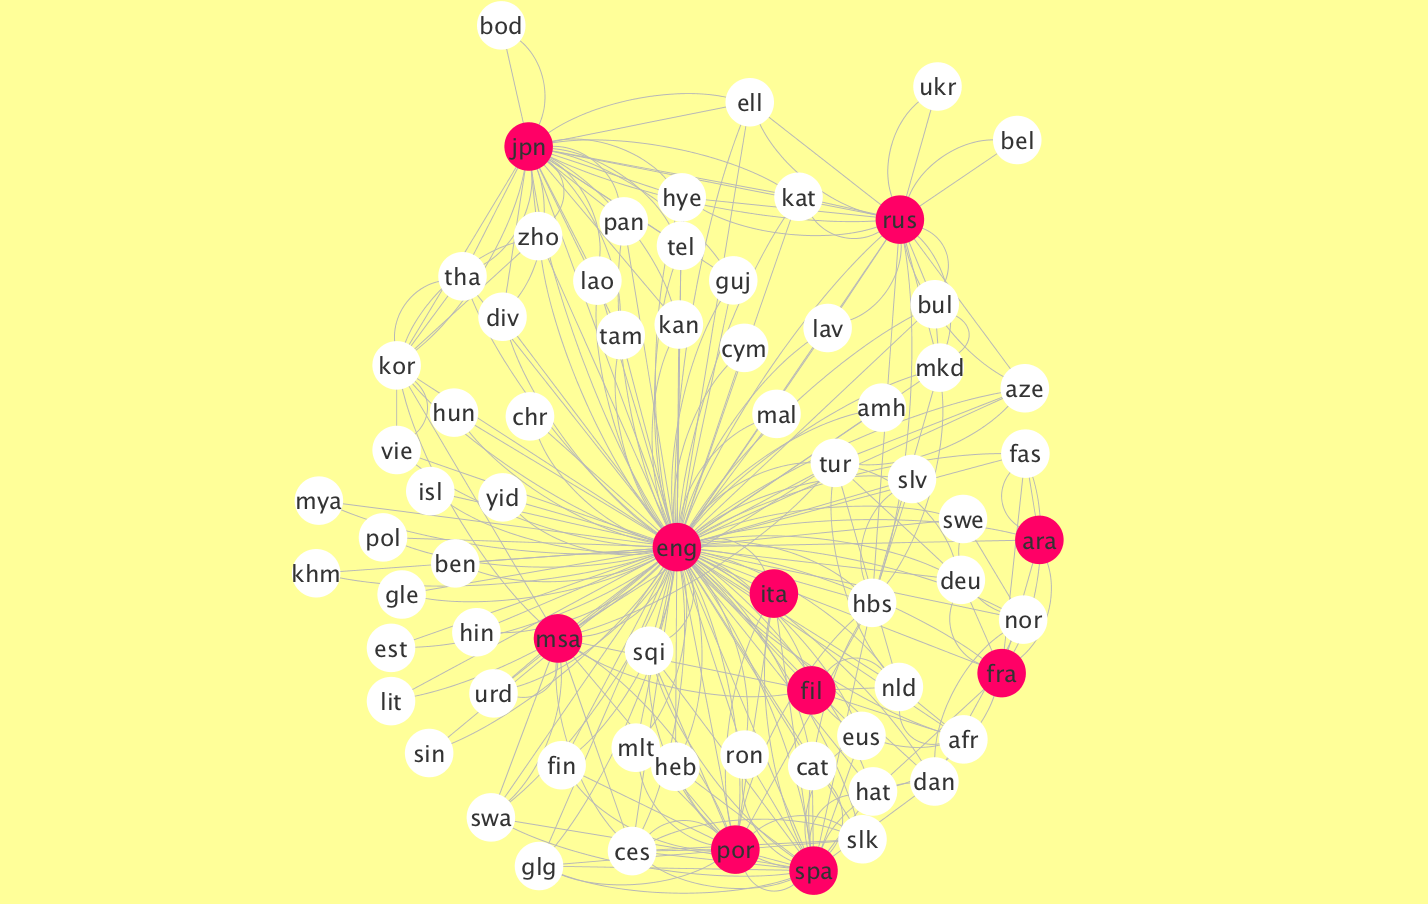 bod
ukr
ell
bel
jpn
hye
kat
pan
rus
zho
tel
tha
lao
guj
div
bul
kan
lav
tam
cym
kor
mkd
aze
amh
hun
mal
chr
vie
fas
tur
slv
isl
yid
mya
swe
pol
ara
eng
ben
khm
deu
ita
gle
hbs
nor
hin
msa
est
sqi
fra
nld
fil
urd
lit
eus
afr
mlt
sin
ron
fin
heb
cat
dan
hat
swa
slk
por
ces
glg
spa